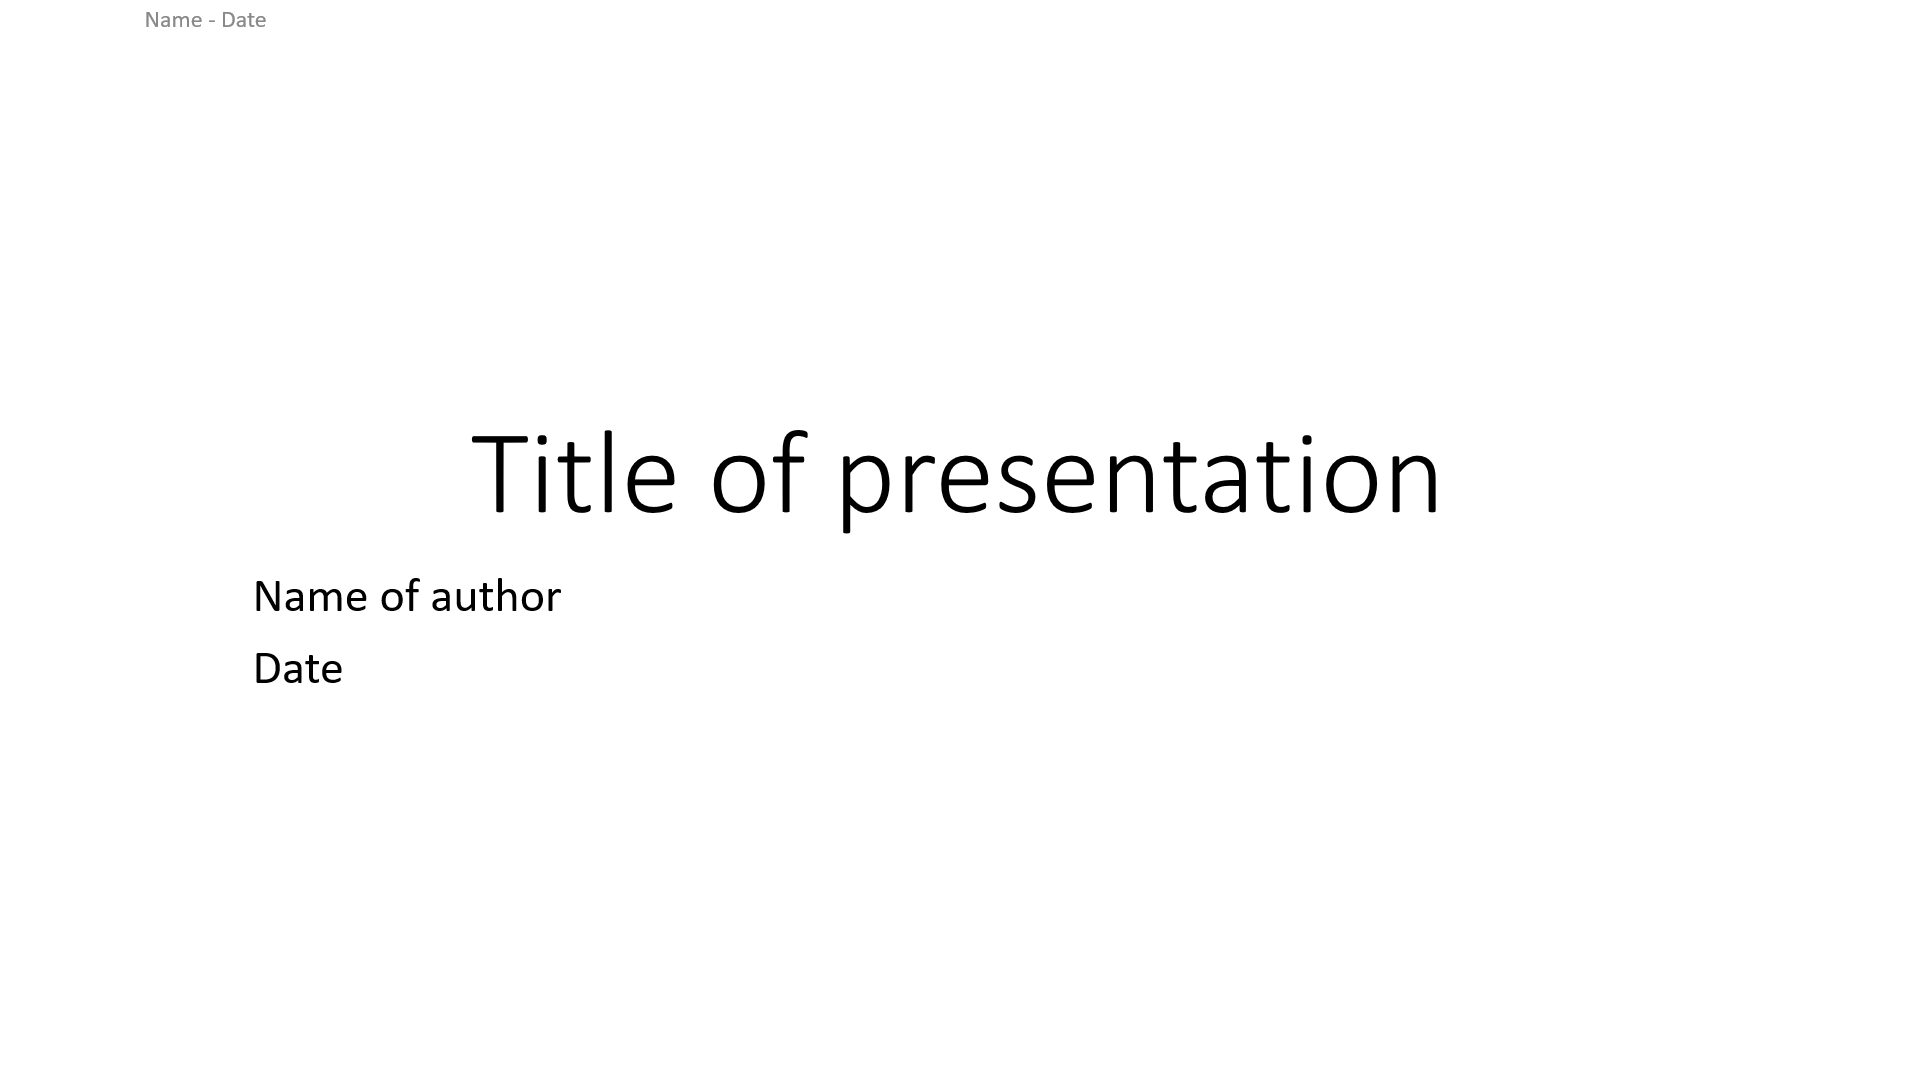 Name - Date
Title of presentation
Name of author
Date